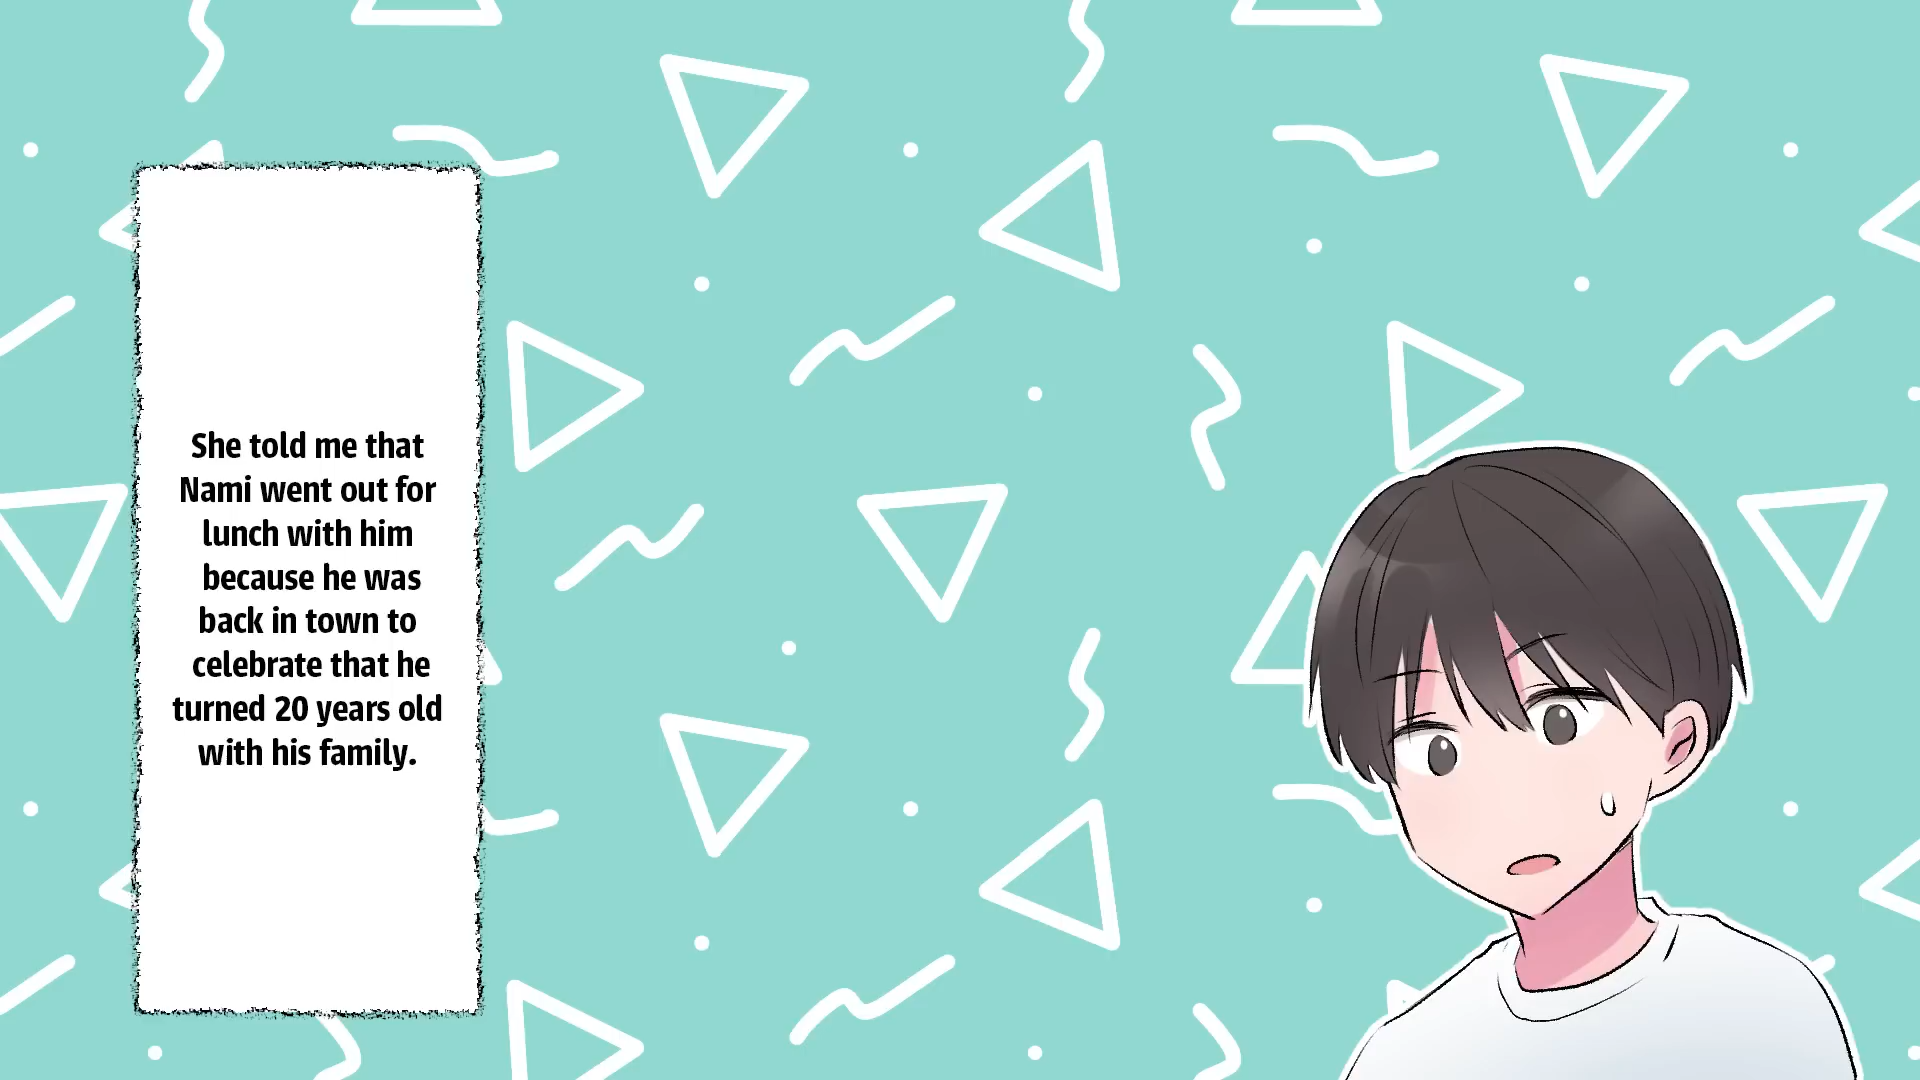 She told me that
Nami went out for
lunch with him
because he was
back in town to
celebrate that he
turned 20 years old
with his family.